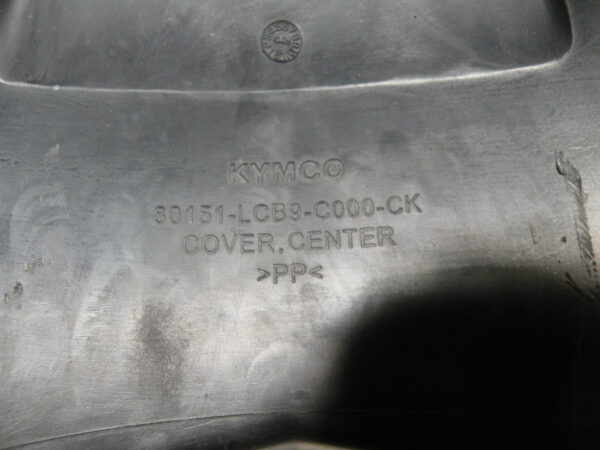 KYMCO
80151-LCB9-C000-CK
COVER, CENTER
>PP<